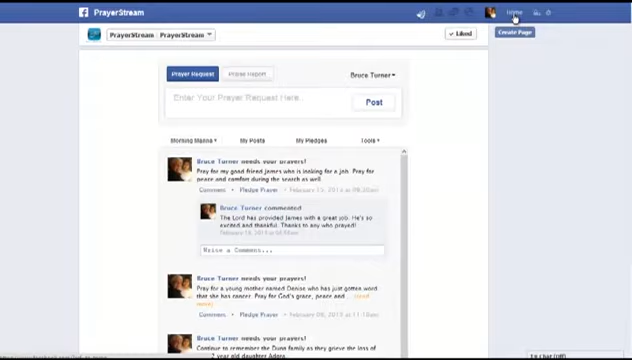 PrayerStream
Home
PrayerStream PrayerStream
Liked
Create Page
Prayer Request
Praise Report
Bruce Turner
Enter Your Prayer Request Here...
Post
Morning Manna
My Posts
My Pledges
Tools
Bruce Turner needs your prayers!
Pray for my good friend James who is looking for a job. Pray for
peace and comfort during the search as well.
Comment • Pledge Prayer •
Bruce Turner commented
The Lord has provided James with a great job. He's so
excited and thankful. Thanks to any who prayed!
Write a Comment...
Bruce Turner needs your prayers!
Pray for a young mother named Denise who has just gotten word
that she has cancer. Pray for God's grace, peace and ...
Comment • Pledge Prayer •
Bruce Turner needs your prayers!
Continue to remember the Dunn family as they grieve the loss of